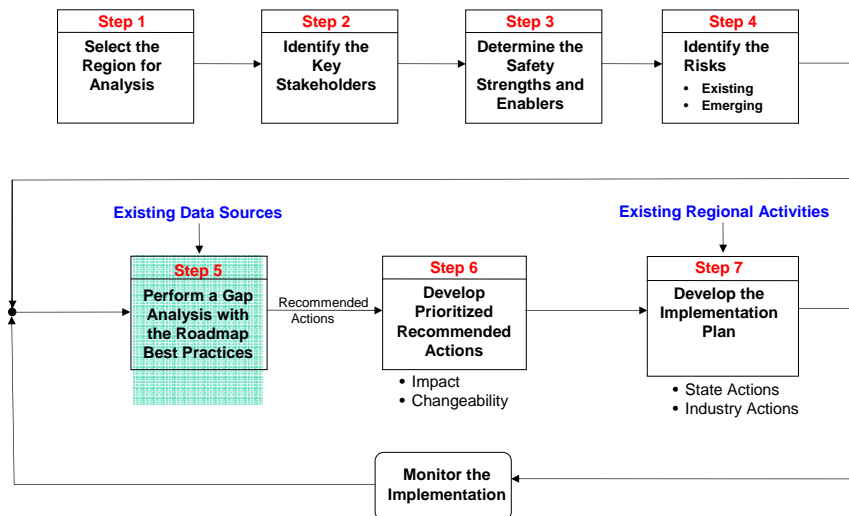 Step 1
Select the
Region for
Analysis
Step 2
Identify the
Key
Stakeholders
Step 3
Determine the
Safety
Strengths and
Enablers
Step 4
Identify the
Risks
• Existing
• Emerging
Existing Data Sources
Existing Regional Activities
Step 5
Perform a Gap
Analysis with
the Roadmap
Best Practices
Recommended
Actions
Step 6
Develop
Prioritized
Recommended
Actions
• Impact
• Changeability
Step 7
Develop the
Implementation
Plan
• State Actions
• Industry Actions
Monitor the
Implementation